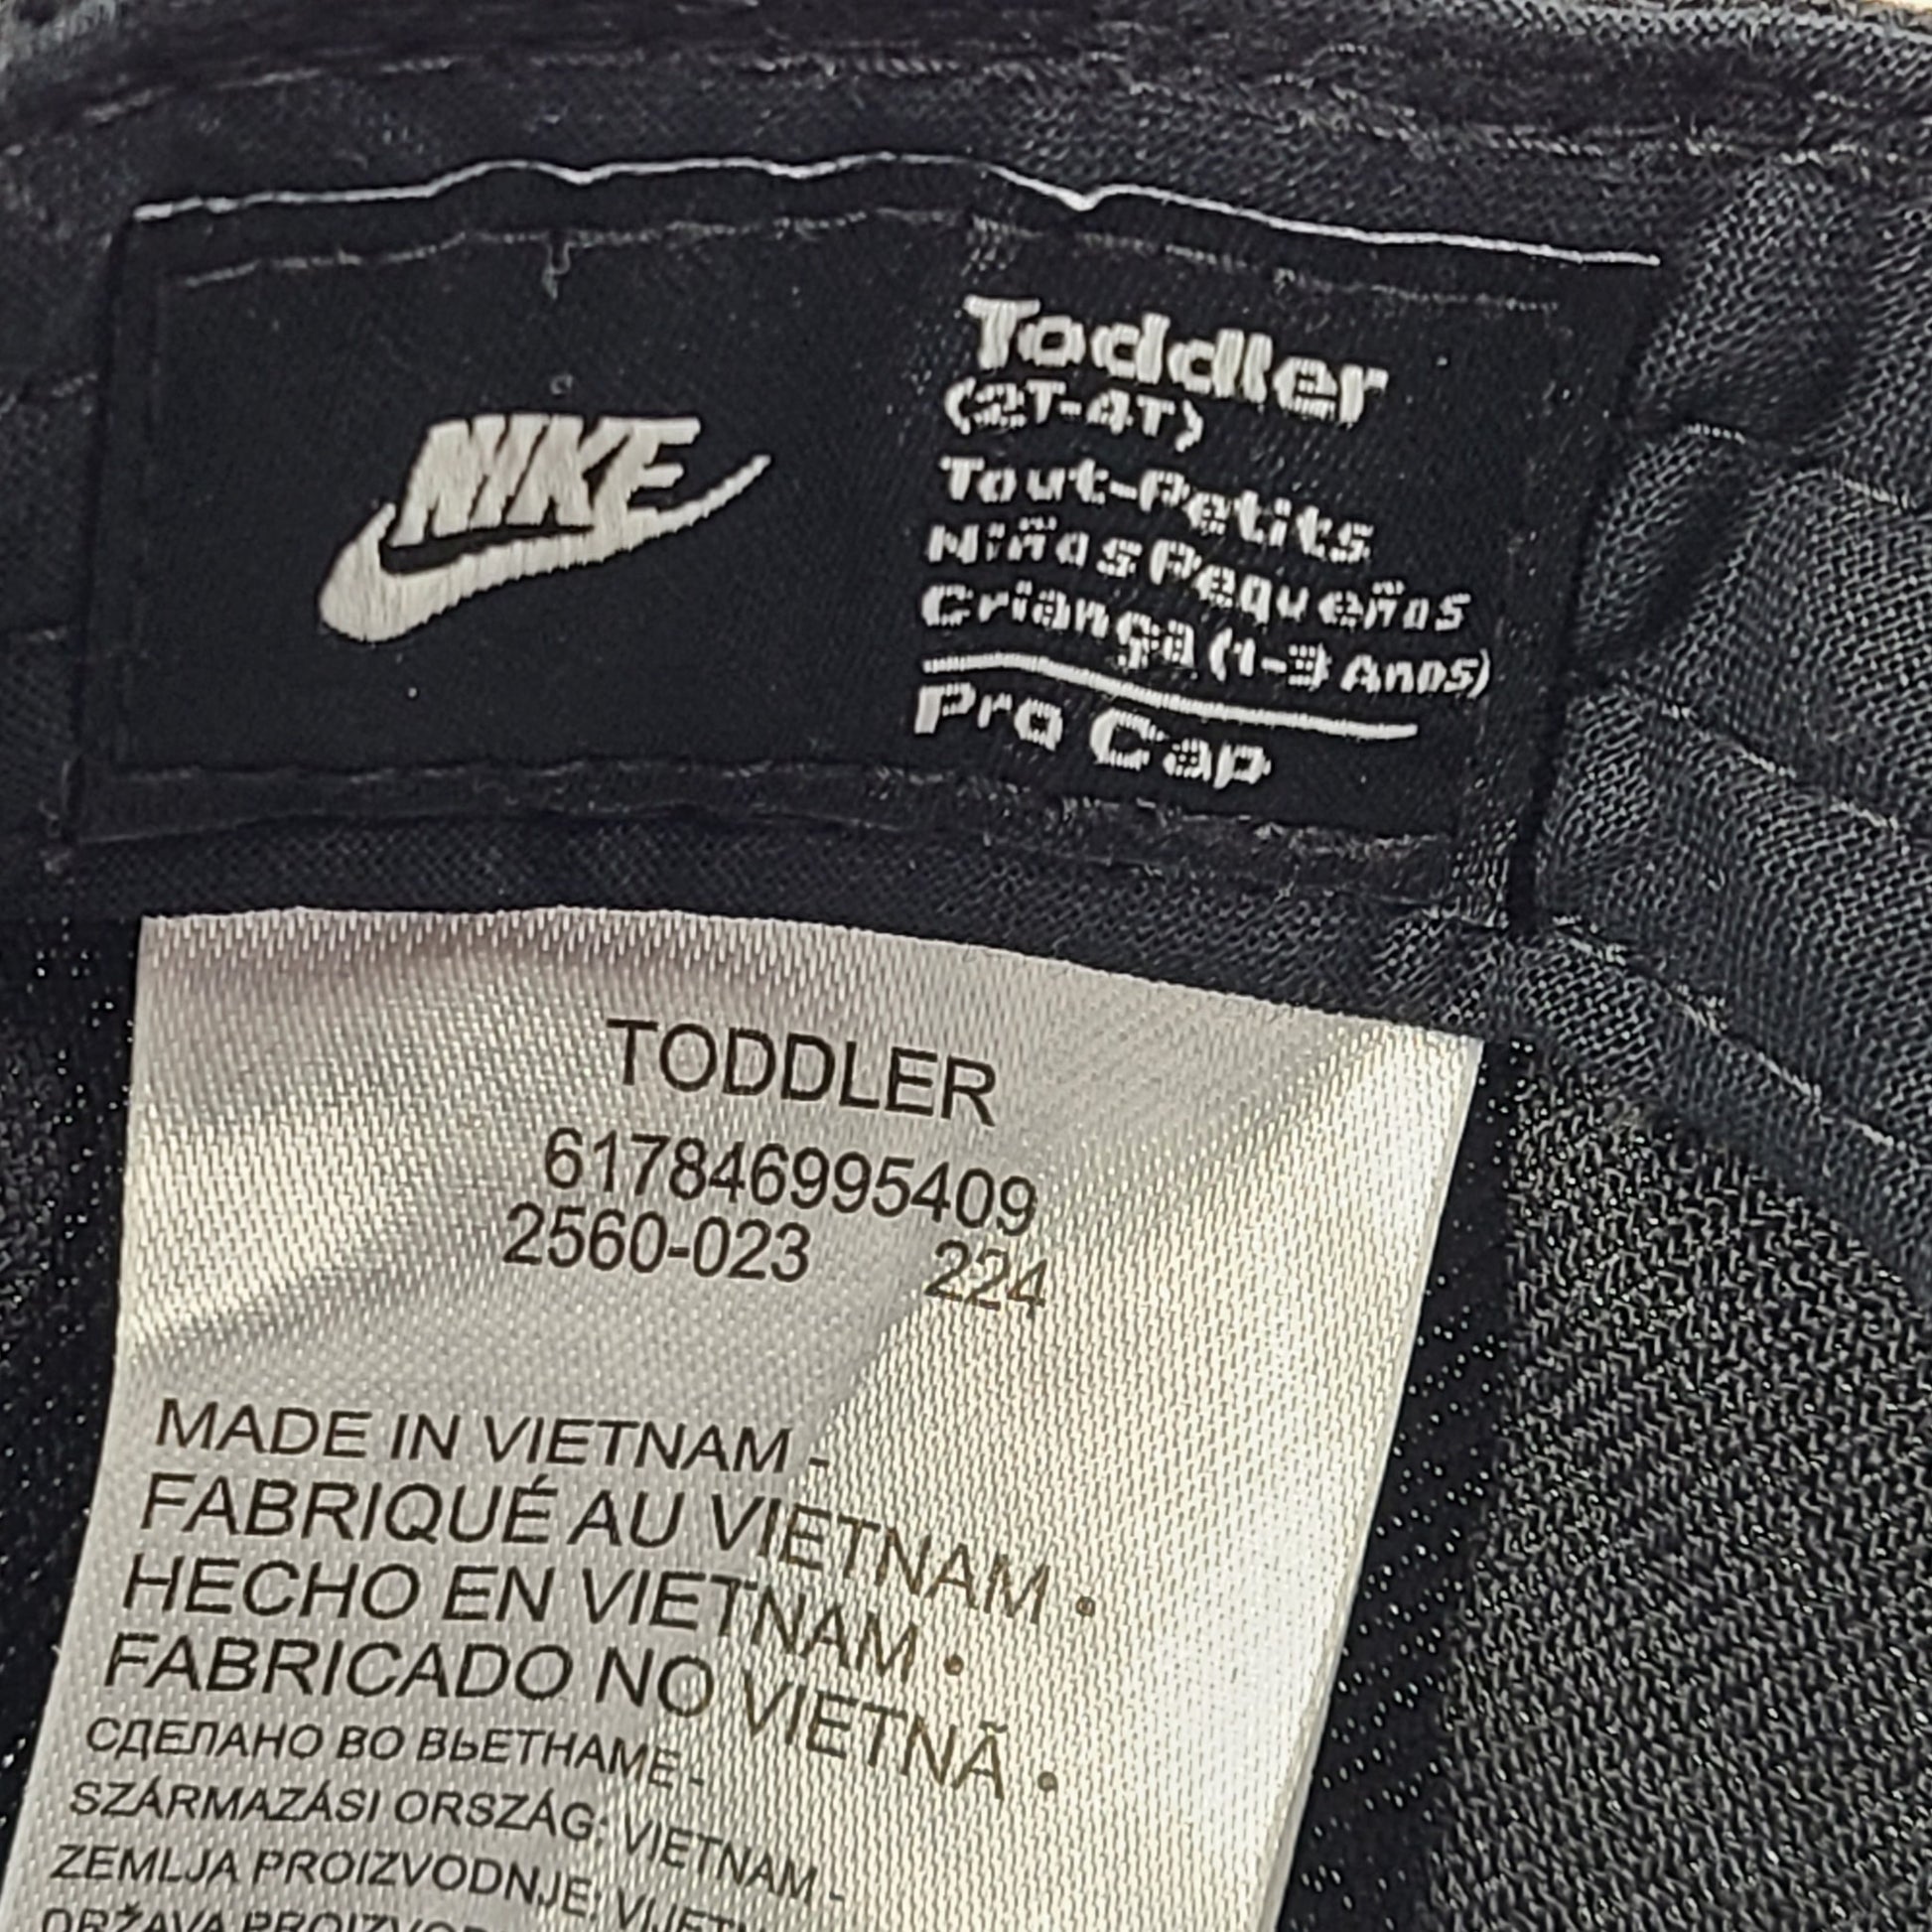 NIKE
Toddler
(2T-4T)
Tout-Petits
Niños Pequeños
Criança (1-3 Anos)
Pro Cap
TODDLER
617846995409
2560-023 224
MADE IN VIETNAM -
FABRIQUÉ AU VIETNAM •
HECHO EN VIETNAM •
FABRICADO NO VIETNÃ •
СДЕЛАНО ВО ВЬЕТНАМЕ -
SZÁRMAZÁSI ORSZÁG: VIETNAM -
ZEMLJA PROIZVODNJE: